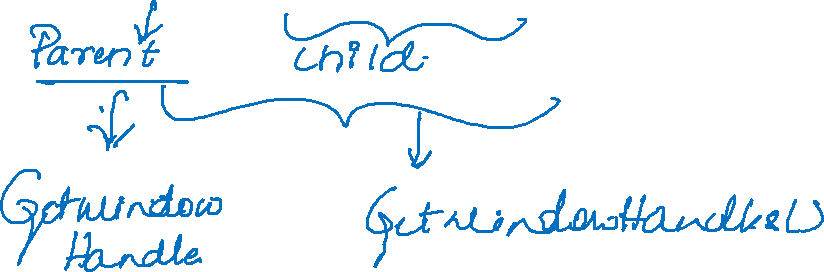 Parent child.
GetWindow GetWindowHandles()
Handle